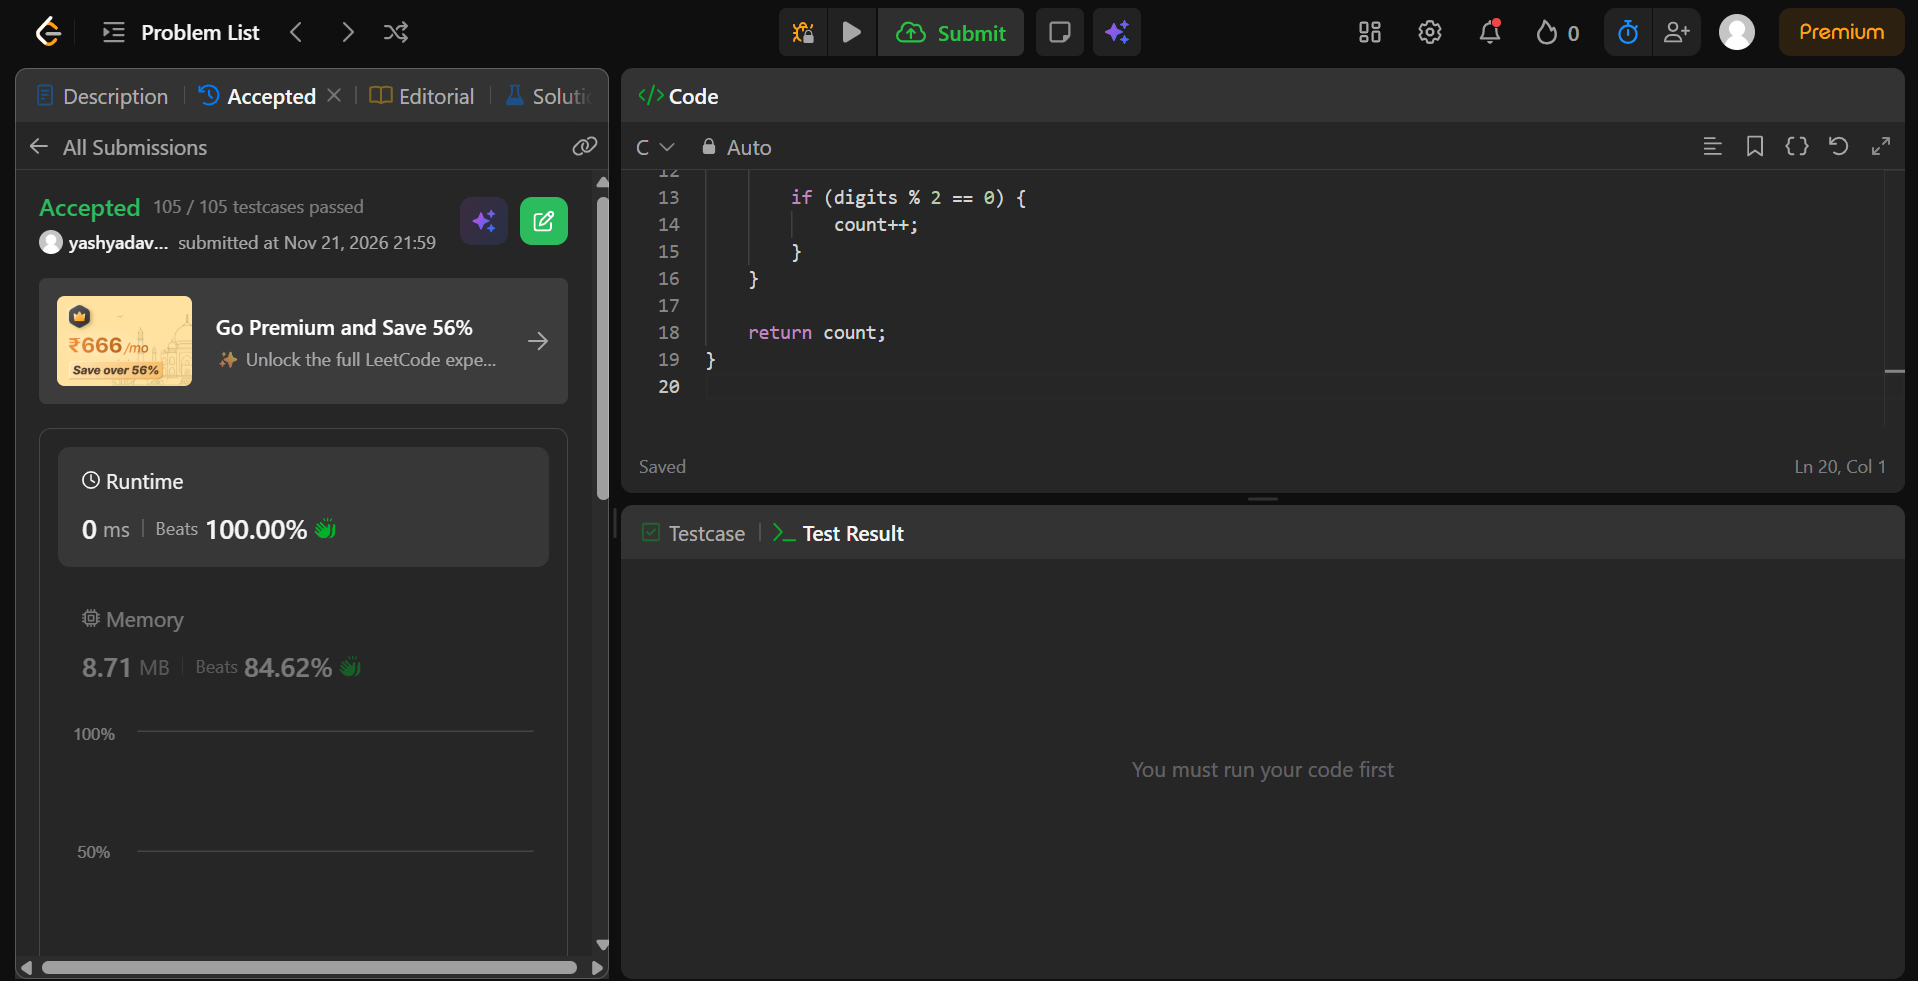 Problem List
Submit
0
Premium
Description
Accepted
Editorial
Soluti
All Submissions
Accepted 105 / 105 testcases passed
yashyadav... submitted at Nov 21, 2026 21:59
₹666 /mo
Save over 56%
Go Premium and Save 56%
✨ Unlock the full LeetCode expe...
Runtime
0 ms Beats 100.00%
Memory
8.71 MB Beats 84.62%
100%
50%
</> Code
C Auto
12
13 if (digits % 2 == 0) {
14 count++;
15 }
16 }
17
18 return count;
19 }
20
Saved
Ln 20, Col 1
Testcase
Test Result
You must run your code first